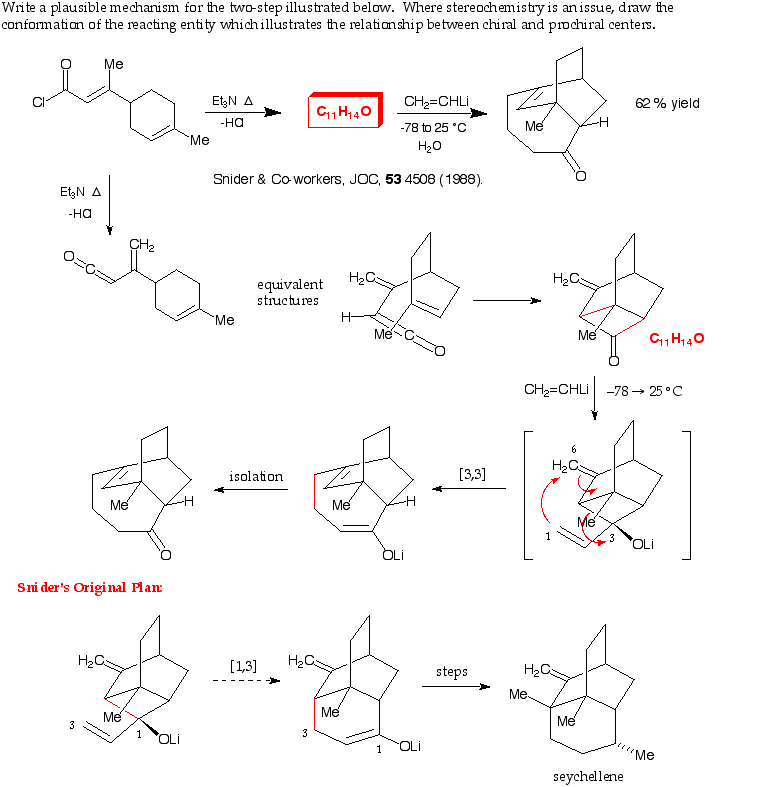 Write a plausible mechanism for the two-step illustrated below.  Where stereochemistry is an issue, draw the
conformation of the reacting entity which illustrates the relationship between chiral and prochiral centers.
O
Me
Cl
Me
Et3N Δ
-HCl
C11H14O
CH2=CHLi
-78 to 25 °C
H2O
Me
H
O
62 % yield
Et3N Δ
-HCl
Snider & Co-workers, JOC, 53 4508 (1988).
CH2
O
C
Me
equivalent
structures
H2C
H
Me
C
O
H2C
Me
O
C11H14O
CH2=CHLi
–78 → 25 °C
Me
H
O
isolation
Me
H
OLi
[3,3]
6
H2C
Me
1
3
OLi
Snider's Original Plan:
H2C
Me
3
1
OLi
[1,3]
H2C
Me
3
1
OLi
steps
H2C
Me
Me
Me
seychellene